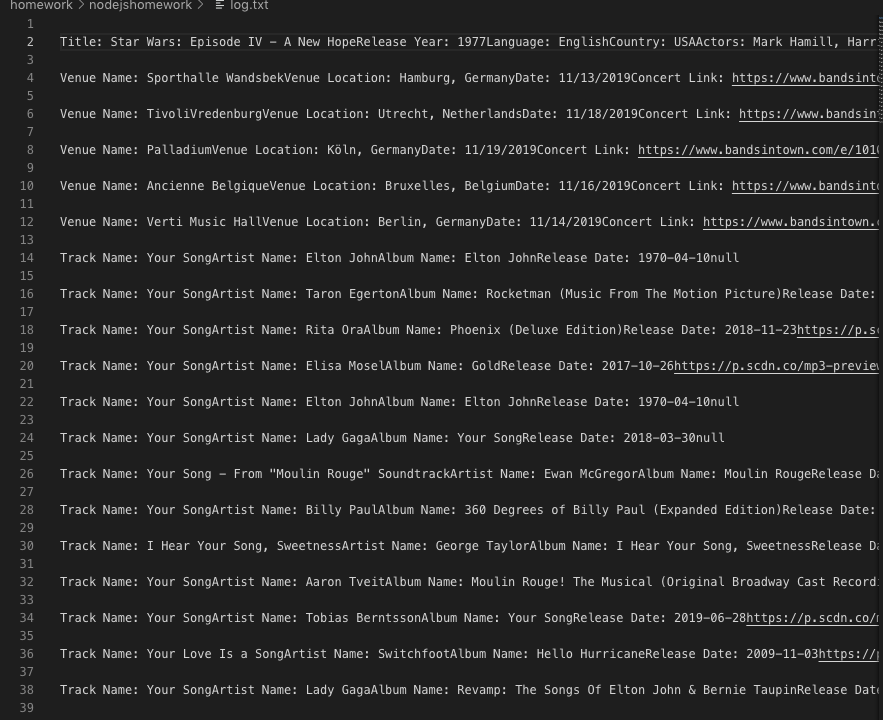 homework > nodejshomework > log.txt
1
2 Title: Star Wars: Episode IV - A New HopeRelease Year: 1977Language: EnglishCountry: USAActors: Mark Hamill, Harr
3
4 Venue Name: Sporthalle WandsbekVenue Location: Hamburg, GermanyDate: 11/13/2019Concert Link: https://www.bandsinto
5
6 Venue Name: TivoliVredenburgVenue Location: Utrecht, NetherlandsDate: 11/18/2019Concert Link: https://www.bandsin
7
8 Venue Name: PalladiumVenue Location: Köln, GermanyDate: 11/19/2019Concert Link: https://www.bandsintown.com/e/1010
9
10 Venue Name: Ancienne BelgiqueVenue Location: Bruxelles, BelgiumDate: 11/16/2019Concert Link: https://www.bandsinto
11
12 Venue Name: Verti Music HallVenue Location: Berlin, GermanyDate: 11/14/2019Concert Link: https://www.bandsintown.
13
14 Track Name: Your SongArtist Name: Elton JohnAlbum Name: Elton JohnRelease Date: 1970-04-10null
15
16 Track Name: Your SongArtist Name: Taron EgertonAlbum Name: Rocketman (Music From The Motion Picture)Release Date:
17
18 Track Name: Your SongArtist Name: Rita OraAlbum Name: Phoenix (Deluxe Edition)Release Date: 2018-11-23https://p.sc
19
20 Track Name: Your SongArtist Name: Elisa MoselAlbum Name: GoldRelease Date: 2017-10-26https://p.scdn.co/mp3-preview
21
22 Track Name: Your SongArtist Name: Elton JohnAlbum Name: Elton JohnRelease Date: 1970-04-10null
23
24 Track Name: Your SongArtist Name: Lady GagaAlbum Name: Your SongRelease Date: 2018-03-30null
25
26 Track Name: Your Song - From "Moulin Rouge" SoundtrackArtist Name: Ewan McGregorAlbum Name: Moulin RougeRelease Da
27
28 Track Name: Your SongArtist Name: Billy PaulAlbum Name: 360 Degrees of Billy Paul (Expanded Edition)Release Date:
29
30 Track Name: I Hear Your Song, SweetnessArtist Name: George TaylorAlbum Name: I Hear Your Song, SweetnessRelease Da
31
32 Track Name: Your SongArtist Name: Aaron TveitAlbum Name: Moulin Rouge! The Musical (Original Broadway Cast Recordi
33
34 Track Name: Your SongArtist Name: Tobias BerntssonAlbum Name: Your SongRelease Date: 2019-06-28https://p.scdn.co/m
35
36 Track Name: Your Love Is a SongArtist Name: SwitchfootAlbum Name: Hello HurricaneRelease Date: 2009-11-03https://p
37
38 Track Name: Your SongArtist Name: Lady GagaAlbum Name: Revamp: The Songs Of Elton John & Bernie TaupinRelease Date
39